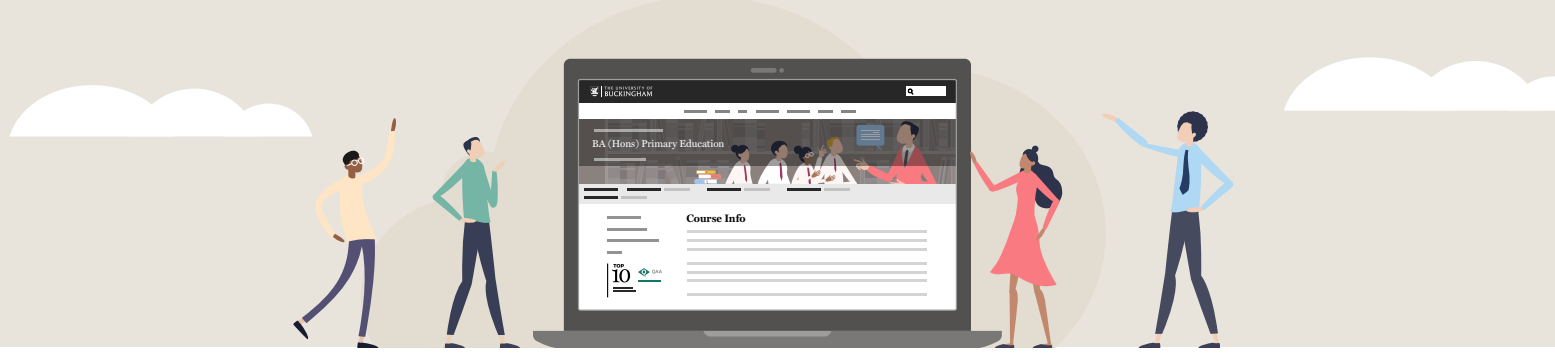 THE UNIVERSITY OF
BUCKINGHAM
BA (Hons) Primary Education
Course Info
TOP
10
QAA